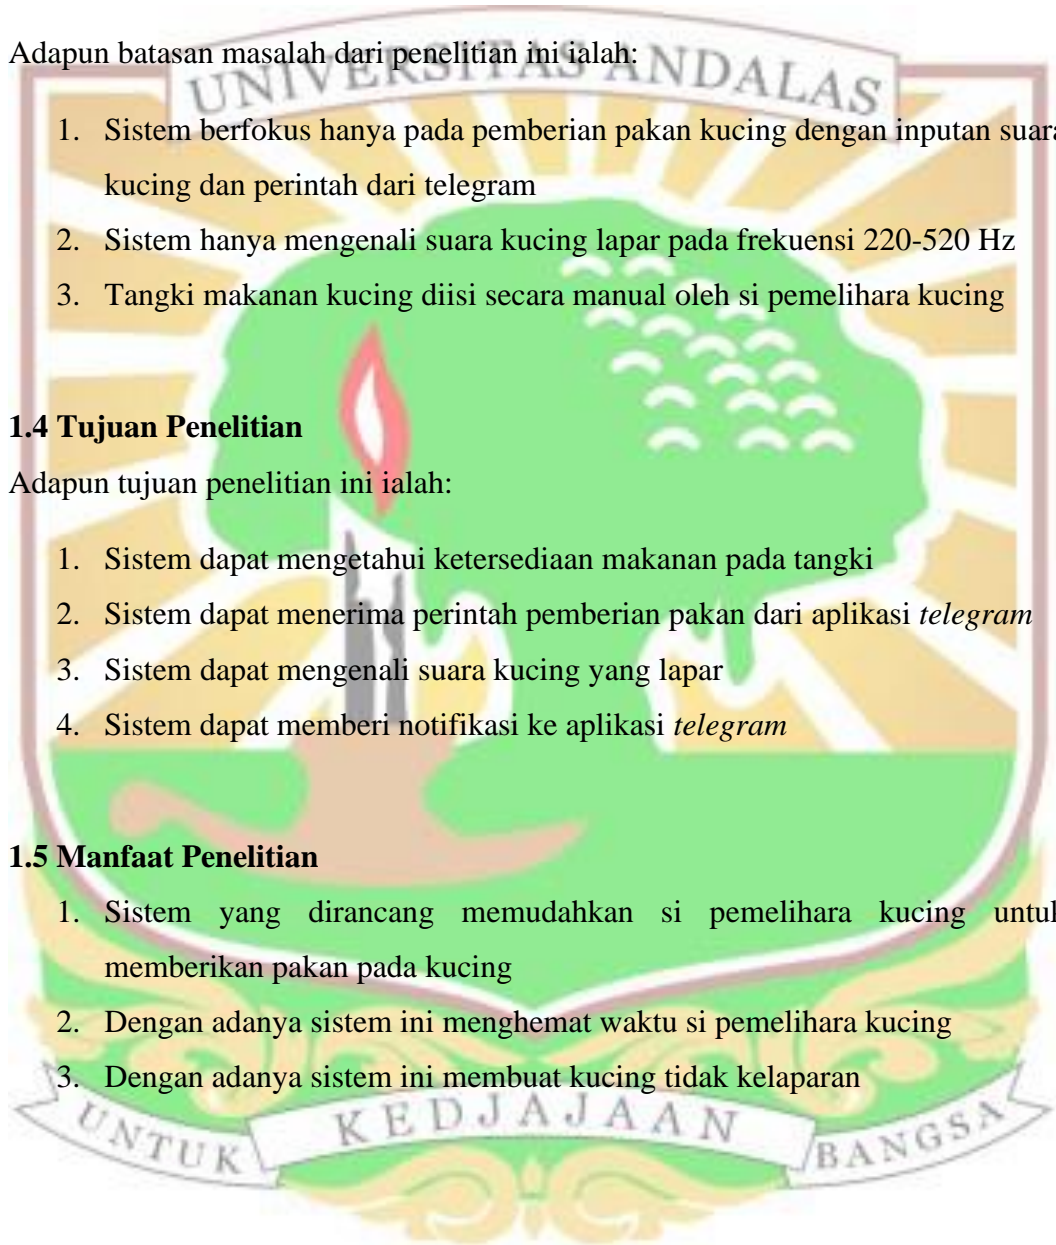 Adapun batasan masalah dari penelitian ini ialah:
UNIVERSITAS ANDALAS
1. Sistem berfokus hanya pada pemberian pakan kucing dengan inputan suara
kucing dan perintah dari telegram
2. Sistem hanya mengenali suara kucing lapar pada frekuensi 220-520 Hz
3. Tangki makanan kucing diisi secara manual oleh si pemelihara kucing
1.4 Tujuan Penelitian
Adapun tujuan penelitian ini ialah:
1. Sistem dapat mengetahui ketersediaan makanan pada tangki
2. Sistem dapat menerima perintah pemberian pakan dari aplikasi telegram
3. Sistem dapat mengenali suara kucing yang lapar
4. Sistem dapat memberi notifikasi ke aplikasi telegram
1.5 Manfaat Penelitian
1. Sistem yang dirancang memudahkan si pemelihara kucing untuk
memberikan pakan pada kucing
2. Dengan adanya sistem ini menghemat waktu si pemelihara kucing
3. Dengan adanya sistem ini membuat kucing tidak kelaparan
UNTUK KEDJAJAAN BANGSA